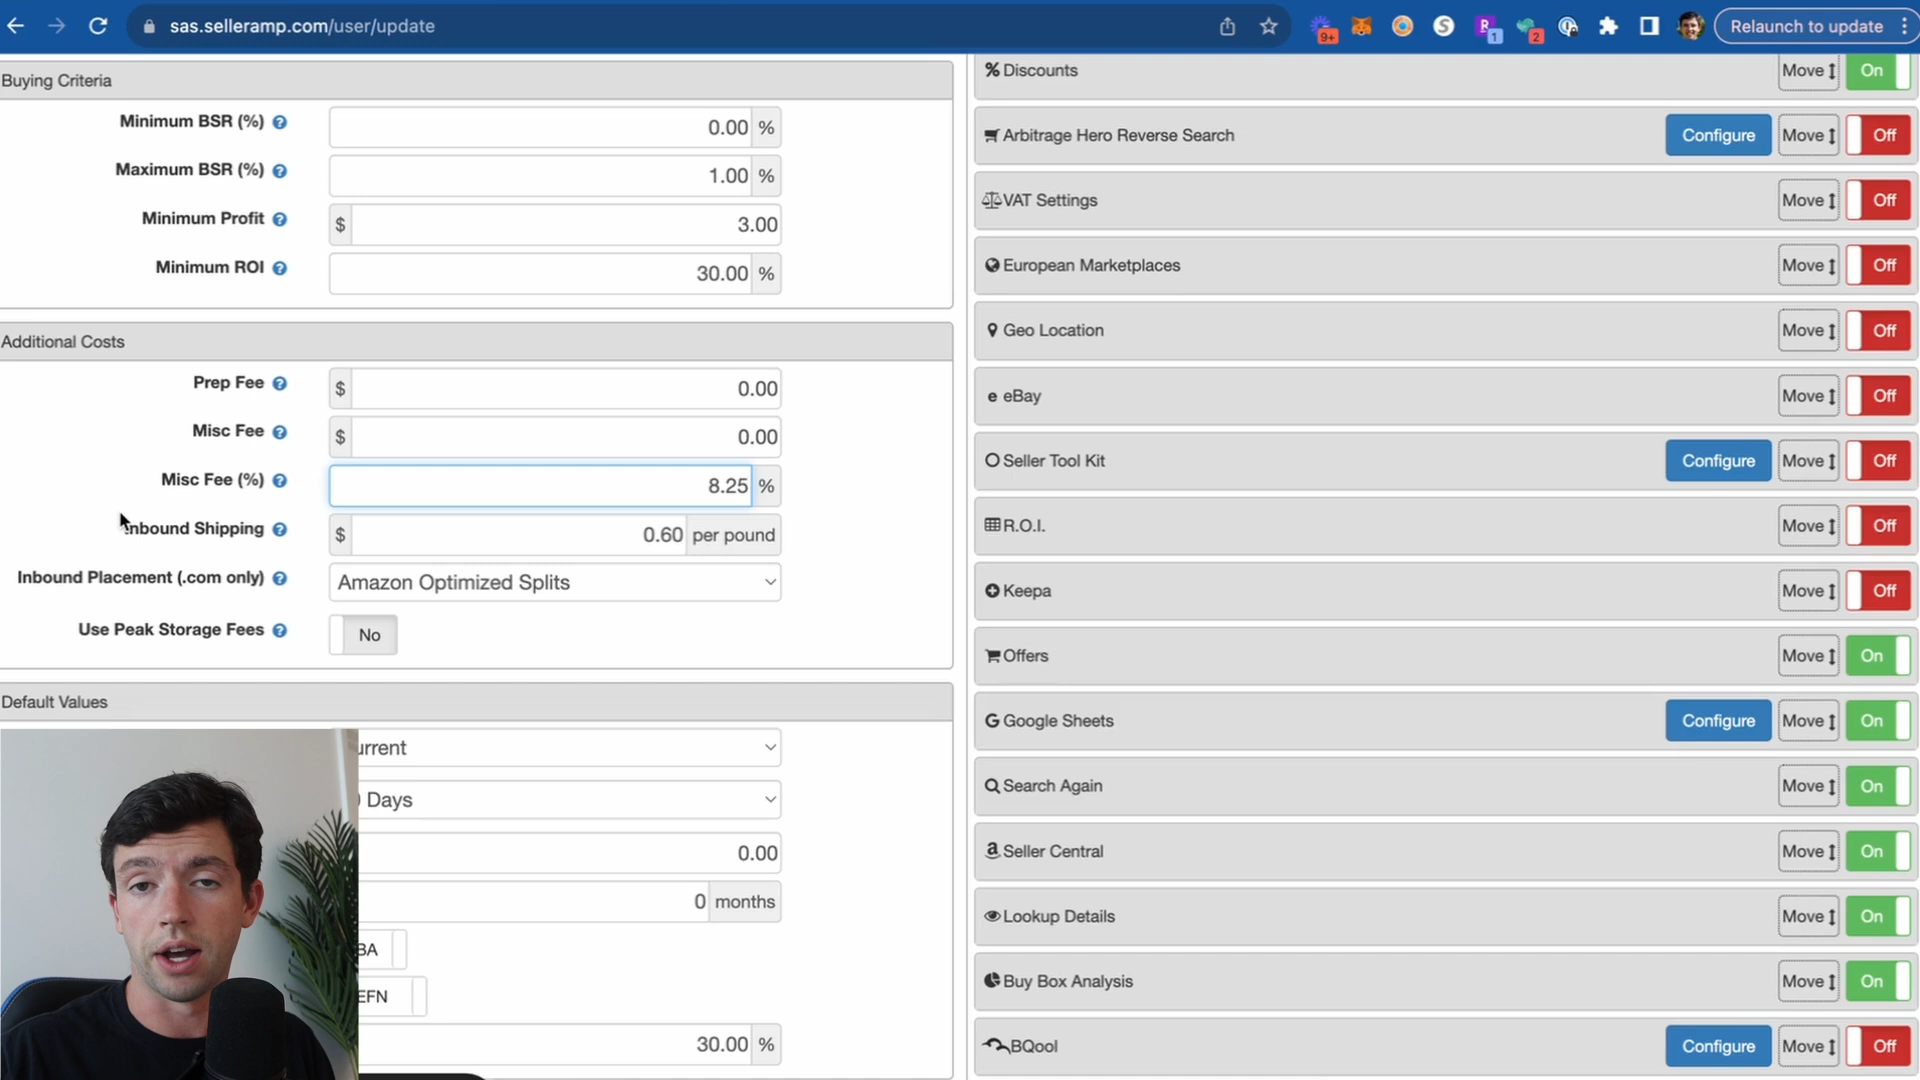 sas.selleramp.com/user/update
9+
S
1
2
Relaunch to update
Buying Criteria
Minimum BSR (%) ?
0.00 %
Maximum BSR (%) ?
1.00 %
Minimum Profit ?
$ 3.00
Minimum ROI ?
30.00 %
Additional Costs
Prep Fee ?
$ 0.00
Misc Fee ?
$ 0.00
Misc Fee (%) ?
8.25 %
Inbound Shipping ?
$ 0.60 per pound
Inbound Placement (.com only) ?
Amazon Optimized Splits
Use Peak Storage Fees ?
No
Default Values
urrent
Days
0.00
0 months
BA
EFN
30.00 %
% Discounts Move On
Arbitrage Hero Reverse Search Configure Move Off
VAT Settings Move Off
European Marketplaces Move Off
Geo Location Move Off
e eBay Move Off
Seller Tool Kit Configure Move Off
R.O.I. Move Off
Keepa Move Off
Offers Move On
G Google Sheets Configure Move On
Search Again Move On
a Seller Central Move On
Lookup Details Move On
Buy Box Analysis Move On
BQool Configure Move Off